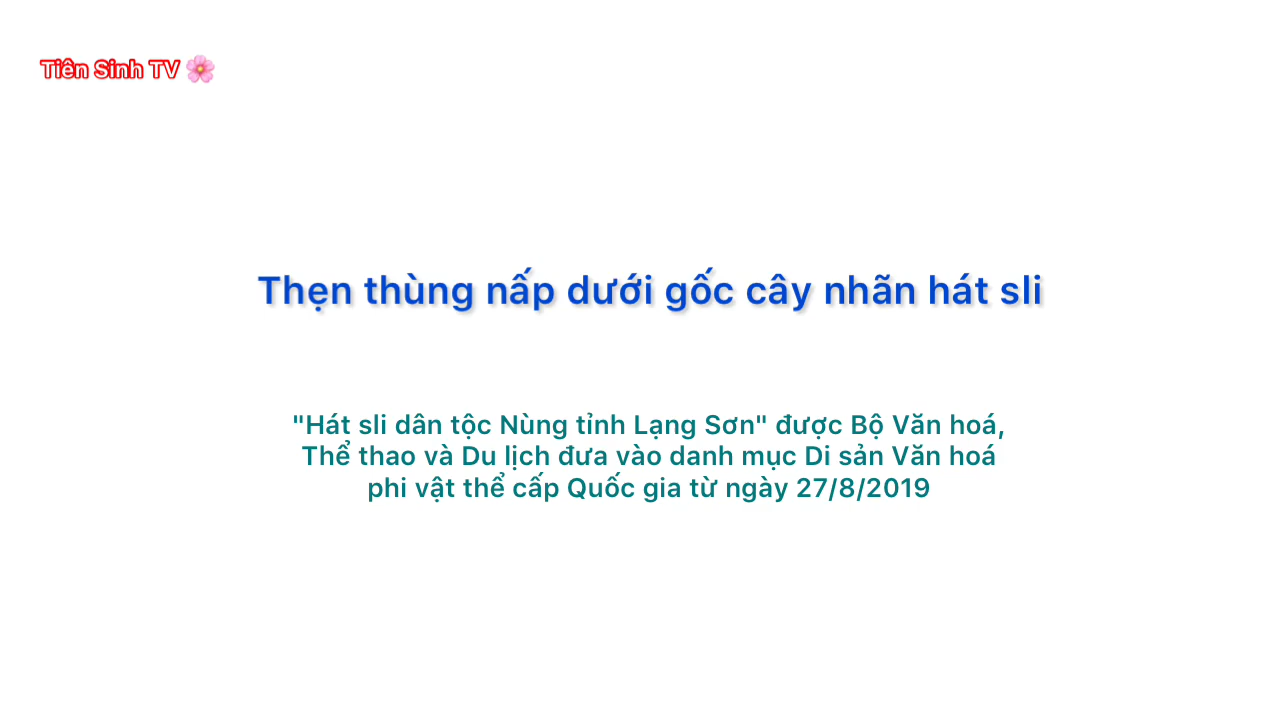 Tiên Sinh TV 🌸
Thẹn thùng nấp dưới gốc cây nhãn hát sli
"Hát sli dân tộc Nùng tỉnh Lạng Sơn" được Bộ Văn hoá,
Thể thao và Du lịch đưa vào danh mục Di sản Văn hoá
phi vật thể cấp Quốc gia từ ngày 27/8/2019